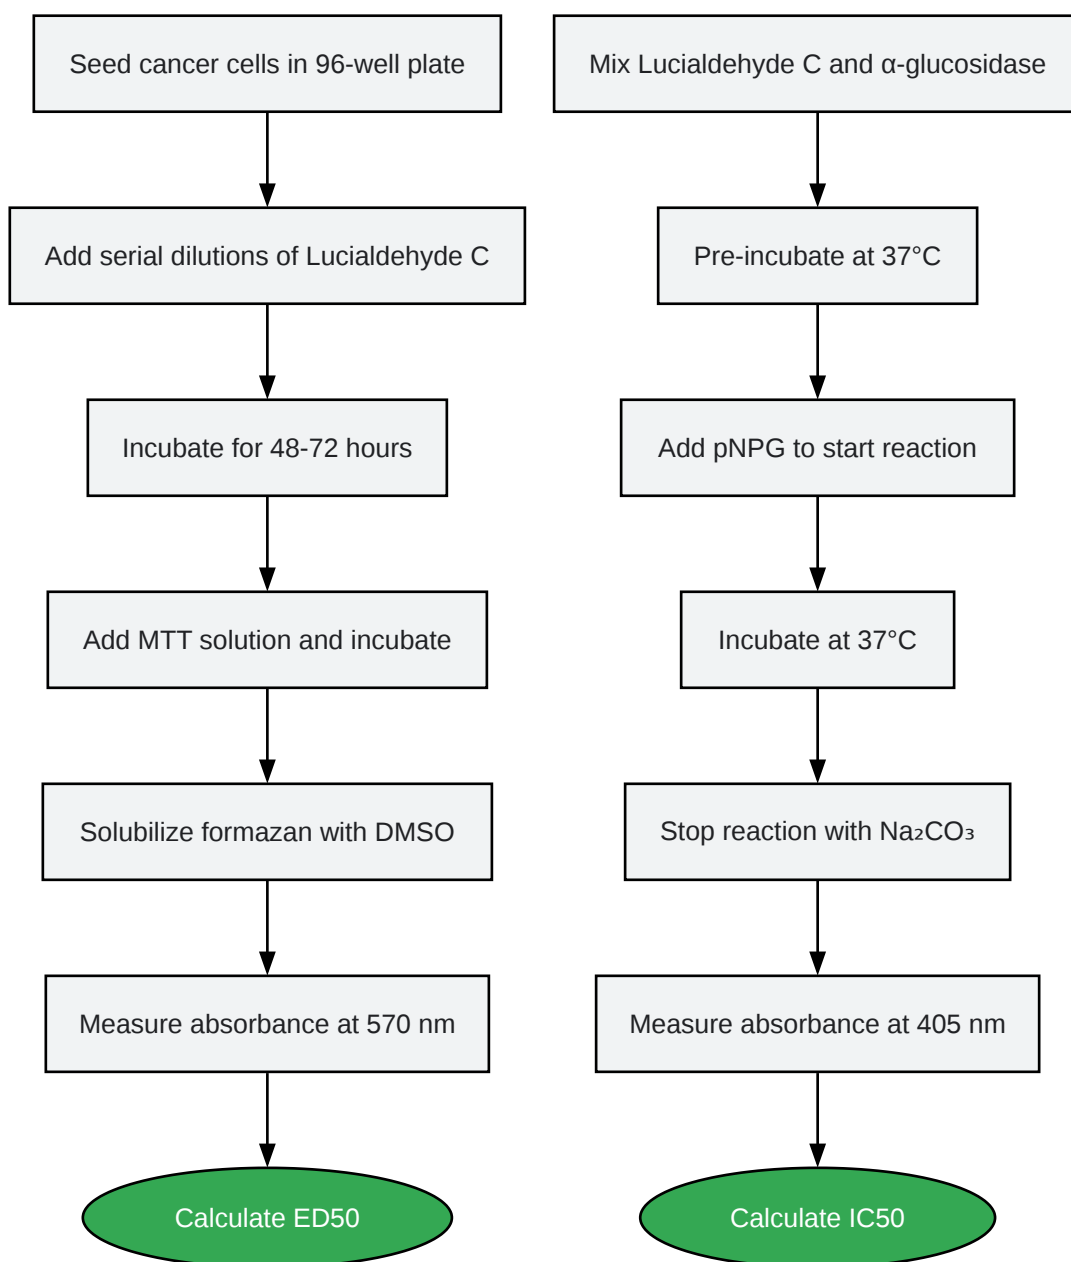 Seed cancer cells in 96-well plate
Add serial dilutions of Lucialdehyde C
Incubate for 48-72 hours
Add MTT solution and incubate
Solubilize formazan with DMSO
Measure absorbance at 570 nm
Calculate ED50
Mix Lucialdehyde C and α-glucosidase
Pre-incubate at 37°C
Add pNPG to start reaction
Incubate at 37°C
Stop reaction with Na₂CO₃
Measure absorbance at 405 nm
Calculate IC50